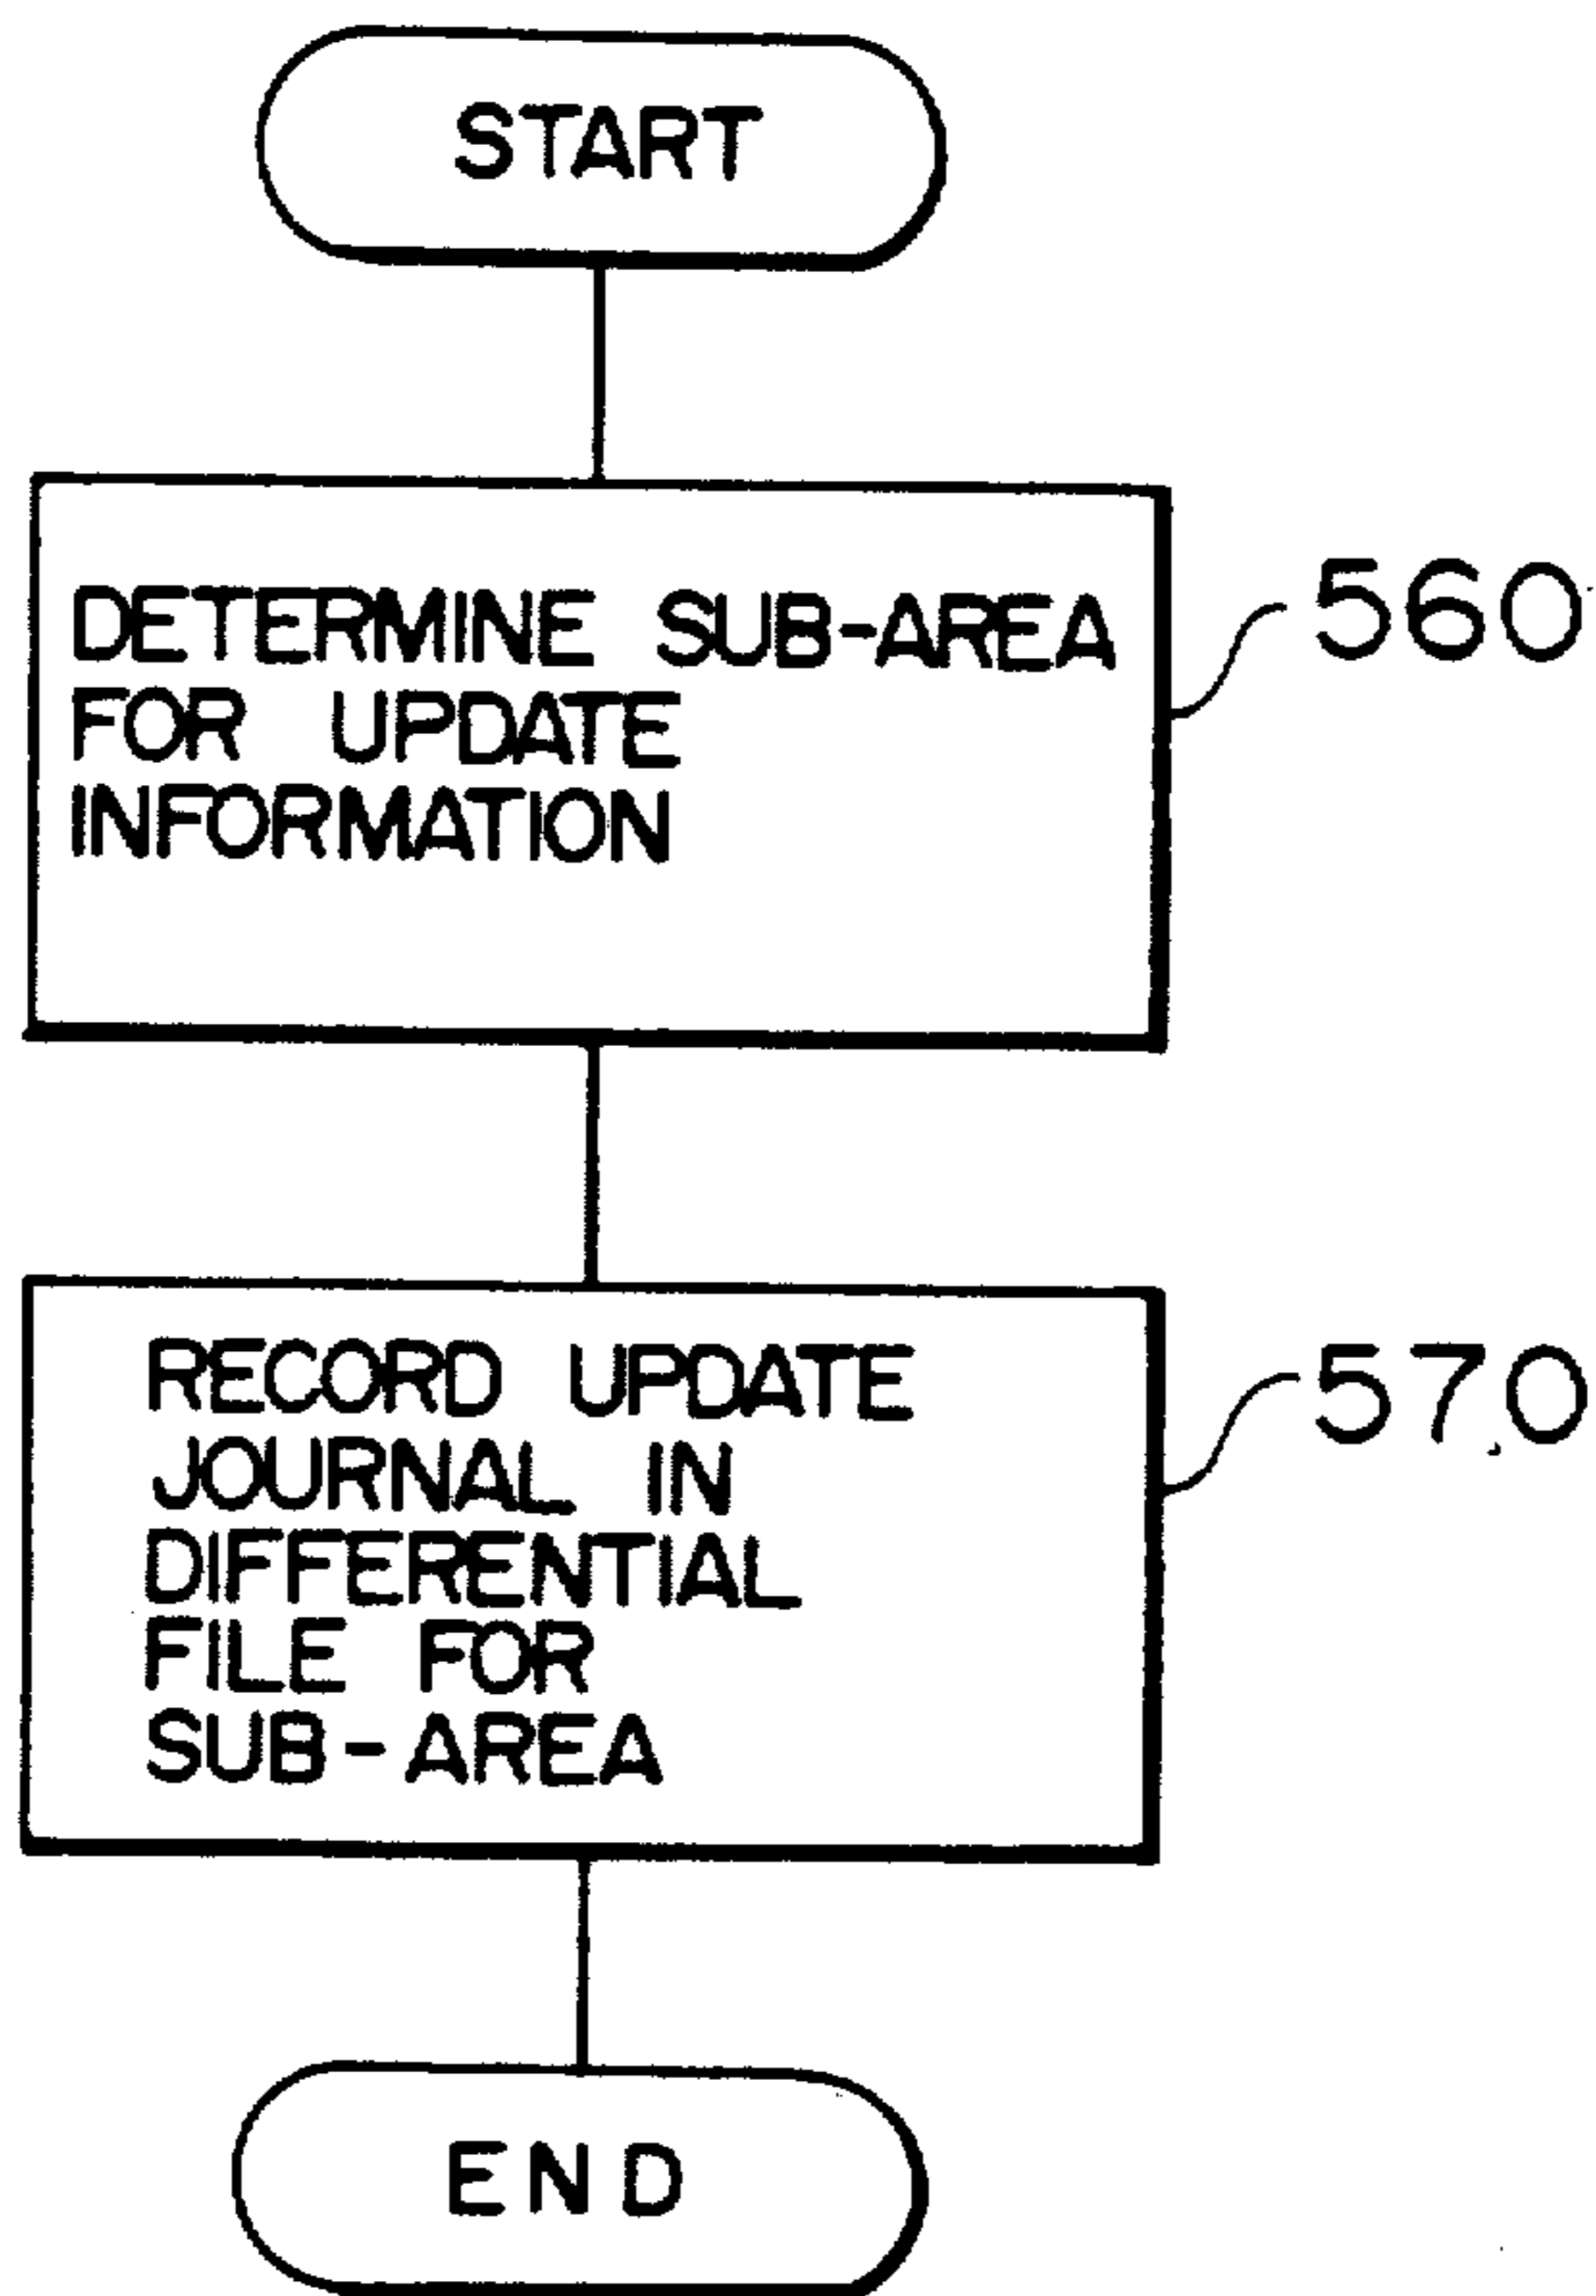 START
DETERMINE SUB-AREA
FOR UPDATE
INFORMATION
560
RECORD UPDATE
JOURNAL IN
DIFFERENTIAL
FILE FOR
SUB-AREA
570
END